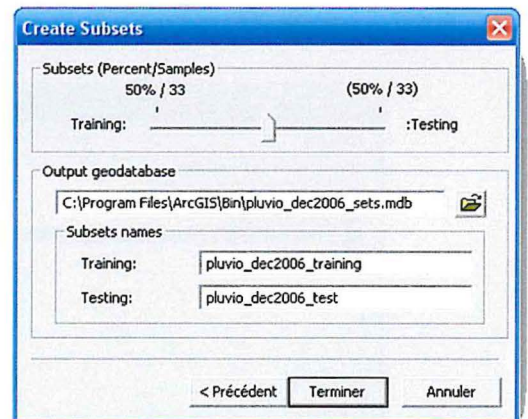 Create Subsets
Subsets (Percent/Samples)
50% / 33 (50% / 33)
Training: :Testing
Output geodatabase
C:\Program Files\ArcGIS\Bin\pluvio_dec2006_sets.mdb
Subsets names
Training: pluvio_dec2006_training
Testing: pluvio_dec2006_test
< Précédent Terminer Annuler